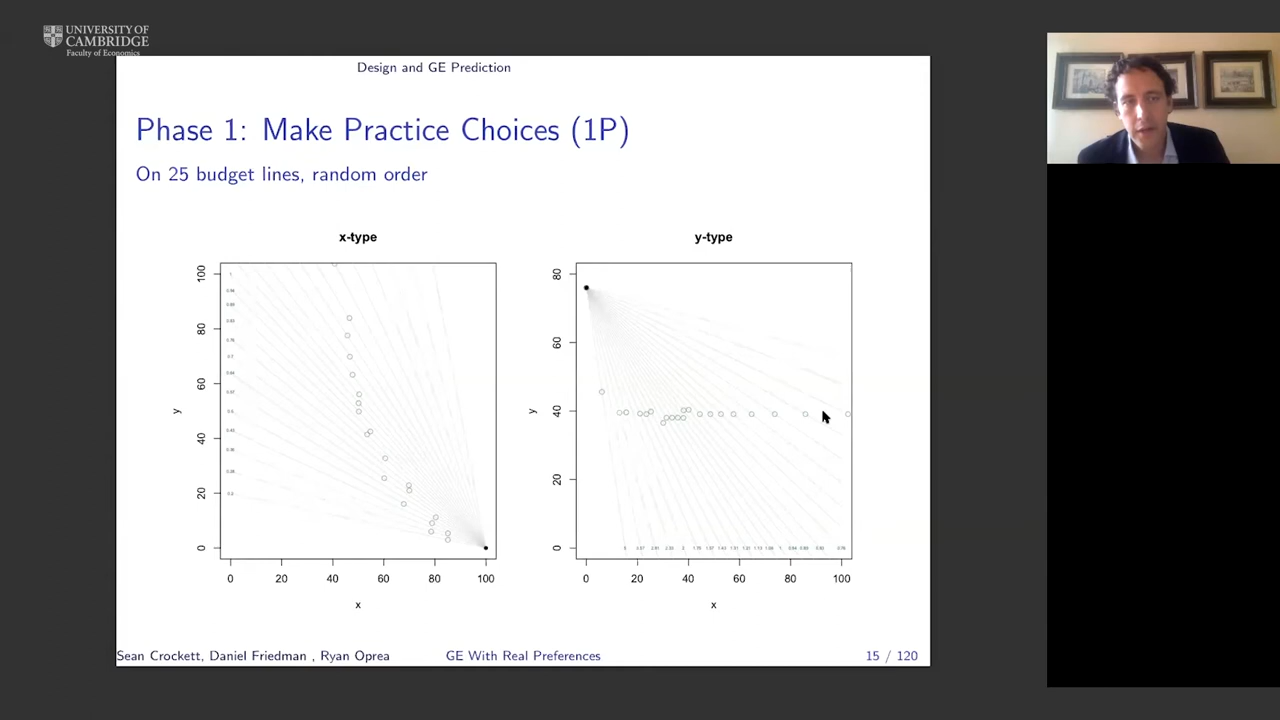 UNIVERSITY OF
CAMBRIDGE
Faculty of Economics
Design and GE Prediction
Phase 1: Make Practice Choices (1P)
On 25 budget lines, random order
x-type
y
100
80
60
40
20
0
0 20 40 60 80 100
x
y-type
y
80
60
40
20
0
0 20 40 60 80 100
x
Sean Crockett, Daniel Friedman , Ryan Oprea
GE With Real Preferences
15 / 120